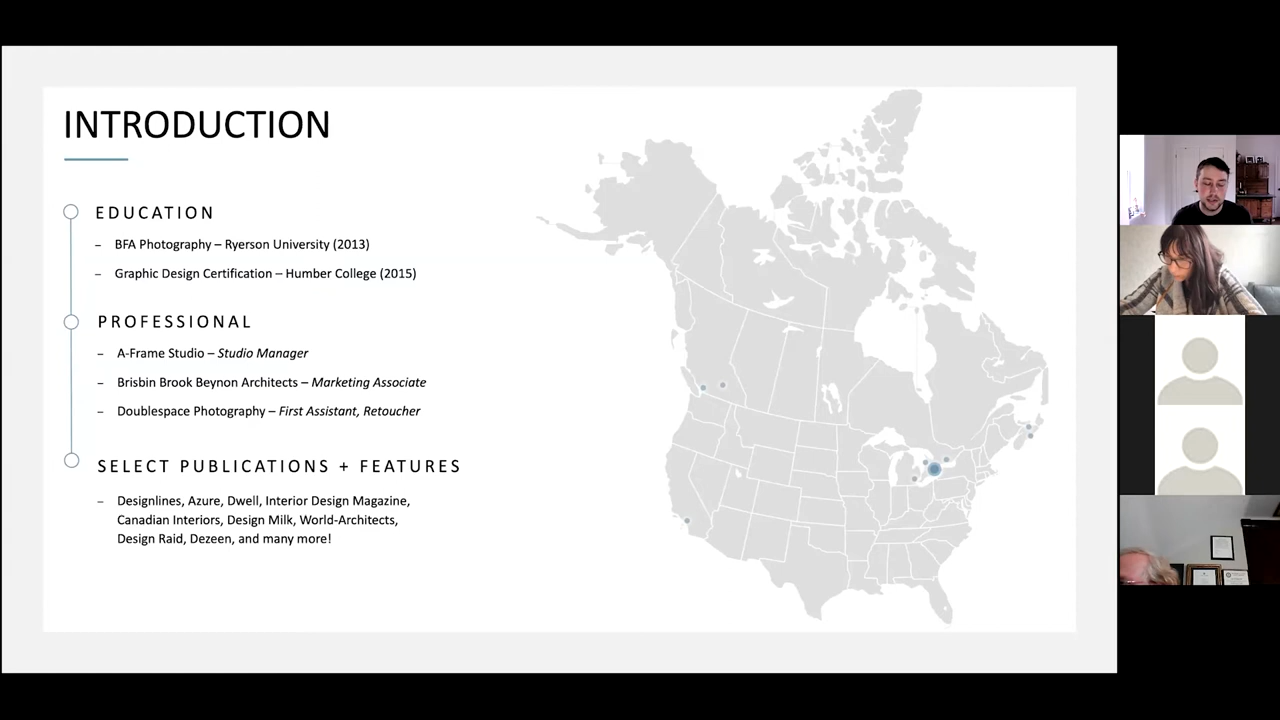 INTRODUCTION
EDUCATION
– BFA Photography – Ryerson University (2013)
– Graphic Design Certification – Humber College (2015)
PROFESSIONAL
– A-Frame Studio – Studio Manager
– Brisbin Brook Beynon Architects – Marketing Associate
– Doublespace Photography – First Assistant, Retoucher
SELECT PUBLICATIONS + FEATURES
– Designlines, Azure, Dwell, Interior Design Magazine,
Canadian Interiors, Design Milk, World-Architects,
Design Raid, Dezeen, and many more!